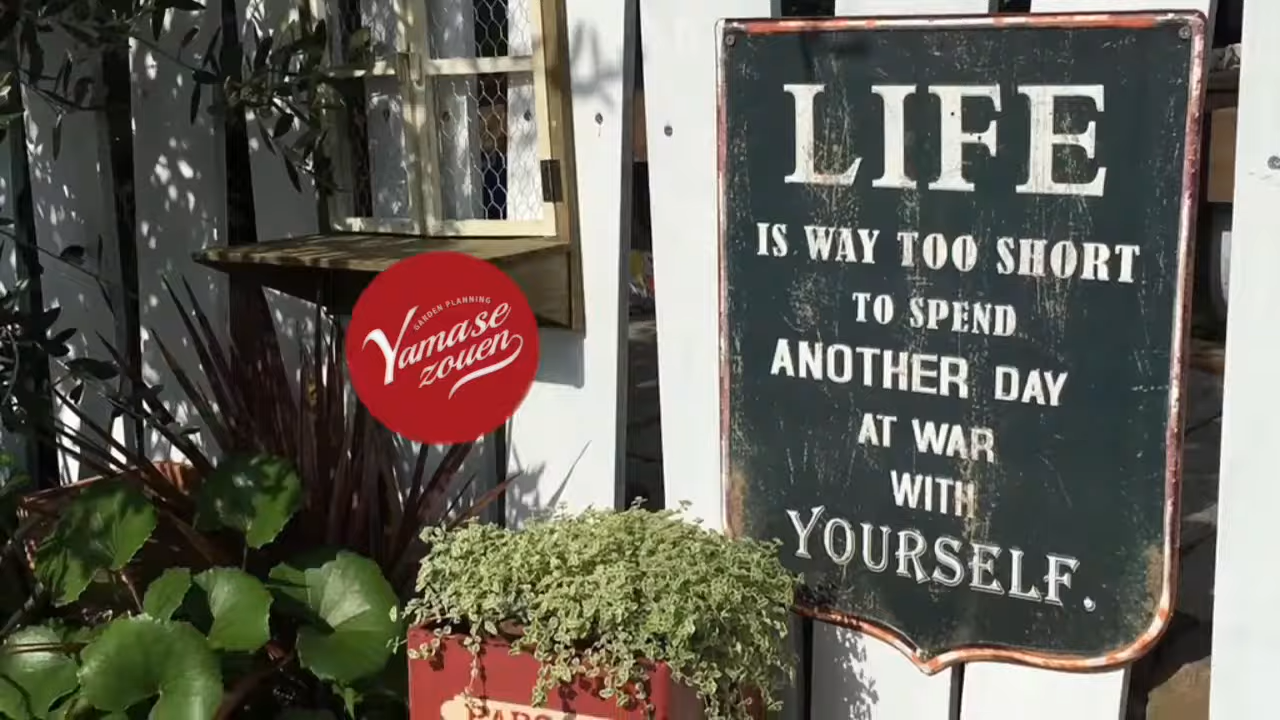 GARDEN PLANNING
Yamase
zouen
LIFE
IS WAY TOO SHORT
TO SPEND
ANOTHER DAY
AT WAR
WITH
YOURSELF.